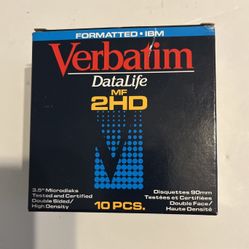 FORMATTED • IBM
Verbatim
DataLife
MF
2HD
3.5" Microdisks
Tested and Certified
Double Sided/
High Density
Disquettes 90mm
Testées et Certifiées
Double Face/
Haute Densité
10 PCS.